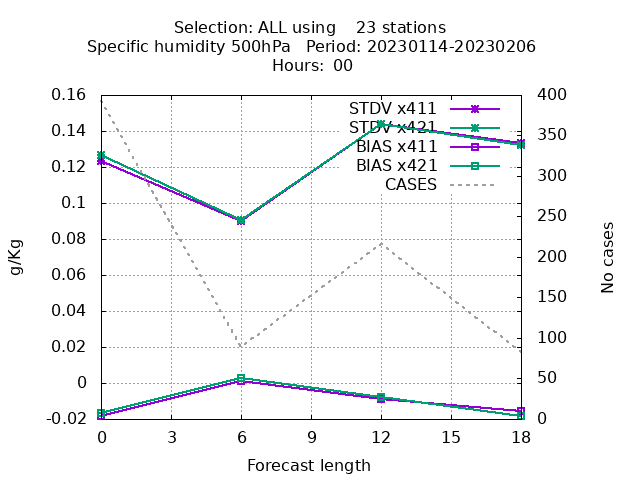 Selection: ALL using 23 stations
Specific humidity 500hPa Period: 20230114-20230206
Hours: 00
0.16
0.14
0.12
0.1
0.08
0.06
0.04
0.02
0
-0.02
g/Kg
STDV x411
STDV x421
BIAS x411
BIAS x421
CASES
400
350
300
250
200
150
100
50
0
No cases
0 3 6 9 12 15 18
Forecast length